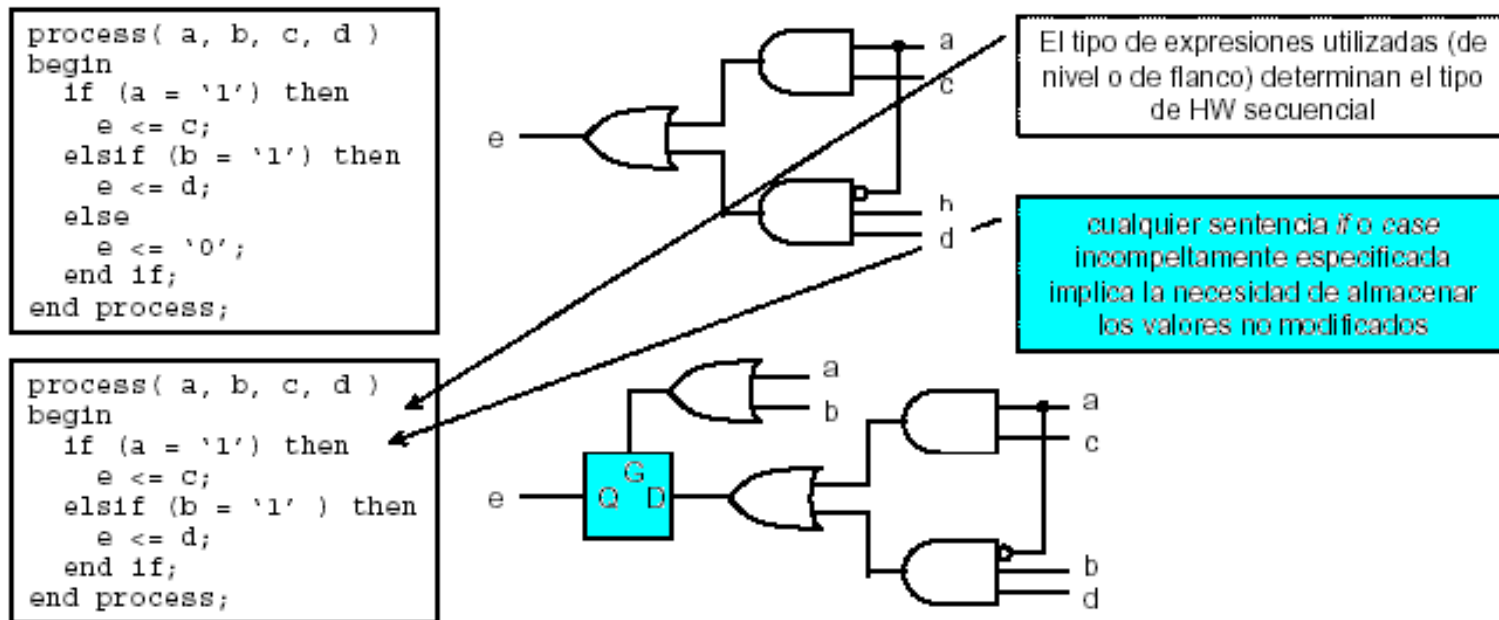 process( a, b, c, d )
begin
if (a = ‘1’) then
e <= c;
elsif (b = ‘1’) then
e <= d;
else
e <= ‘0’;
end if;
end process;
e
a
c
b
d
El tipo de expresiones utilizadas (de
nivel o de flanco) determinan el tipo
de HW secuencial
cualquier sentencia if o case
incompeltamente especificada
implica la necesidad de almacenar
los valores no modificados
process( a, b, c, d )
begin
if (a = ‘1’) then
e <= c;
elsif (b = ‘1’ ) then
e <= d;
end if;
end process;
a
b
e
G
Q D
a
c
b
d